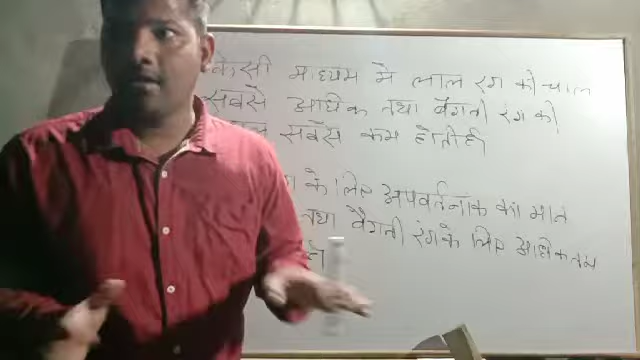 किसी माध्यम मे लाल रंग की चाल
सबसे अधिक तथा बैगनी रंग की
सबसे कम होती है
के लिए अपवर्तनांक का मान
तथा बैगनी रंग के लिए अधिकतम